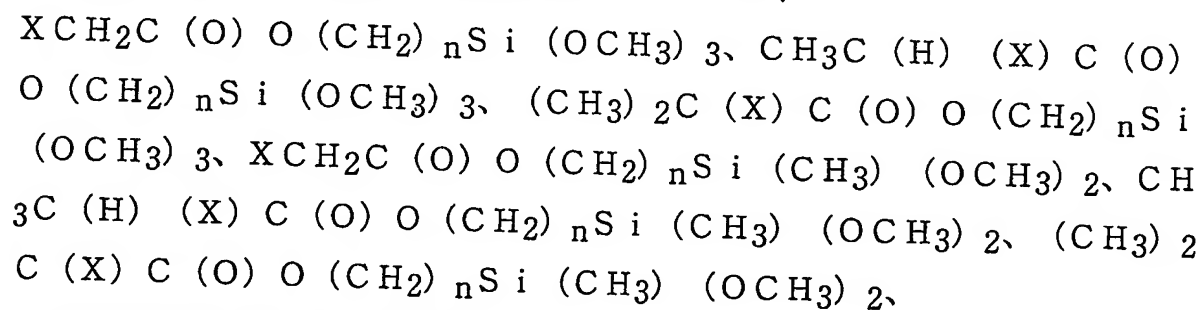 XCH2C (O) O (CH2) nSi (OCH3) 3、CH3C (H) (X) C (O)
O (CH2) nSi (OCH3) 3、 (CH3) 2C (X) C (O) O (CH2) nSi
(OCH3) 3、XCH2C (O) O (CH2) nSi (CH3) (OCH3) 2、CH
3C (H) (X) C (O) O (CH2) nSi (CH3) (OCH3) 2、 (CH3) 2
C (X) C (O) O (CH2) nSi (CH3) (OCH3) 2、